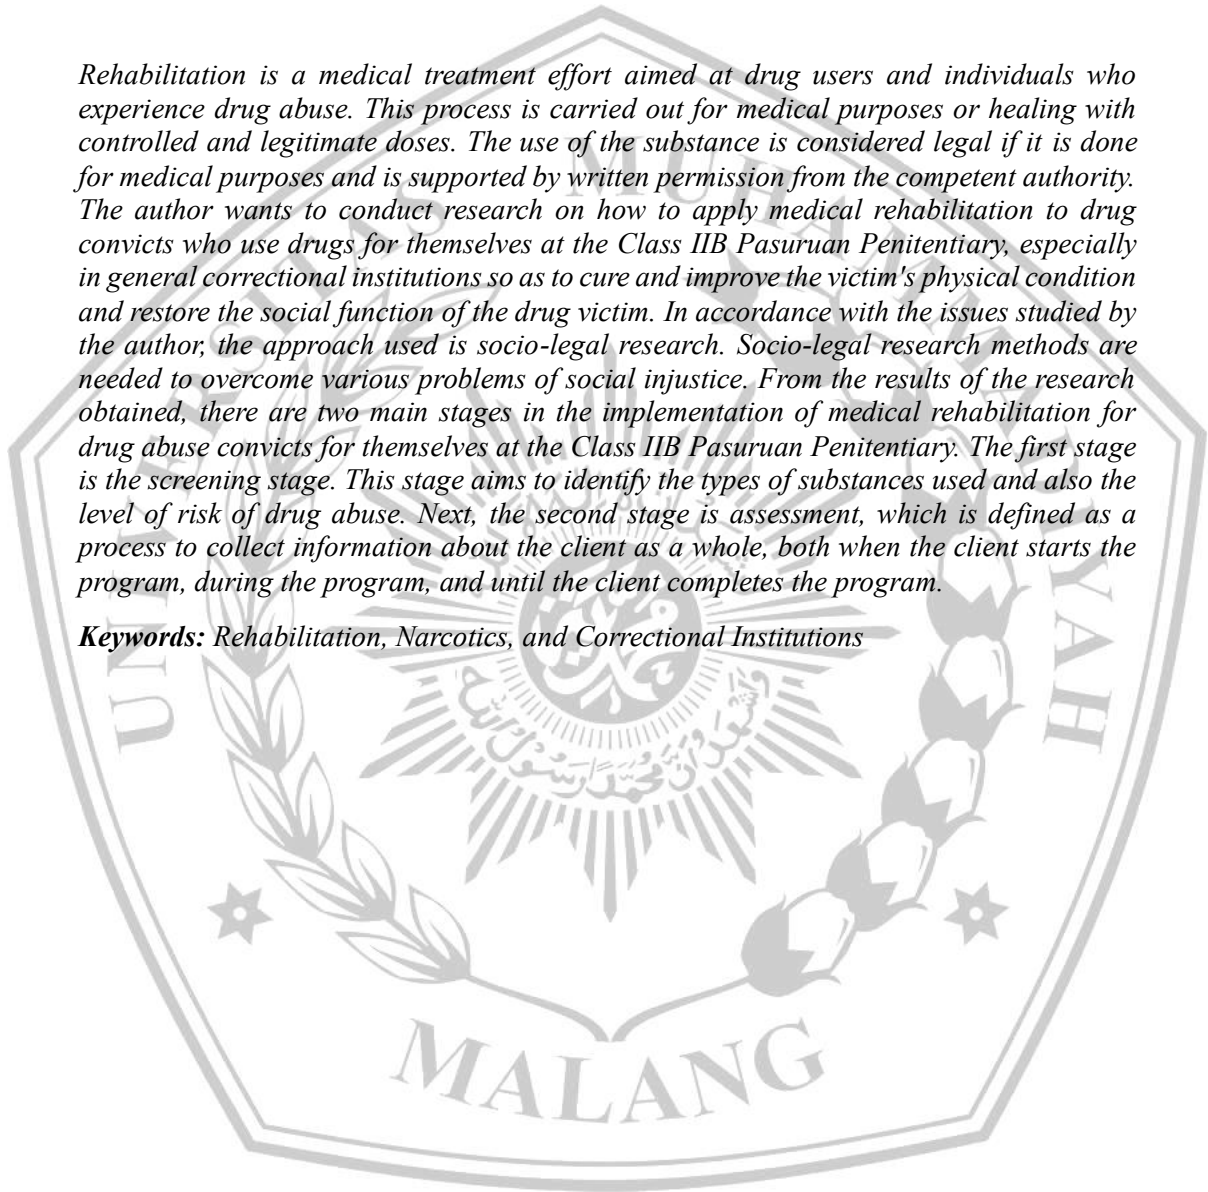 Rehabilitation is a medical treatment effort aimed at drug users and individuals who
experience drug abuse. This process is carried out for medical purposes or healing with
controlled and legitimate doses. The use of the substance is considered legal if it is done
for medical purposes and is supported by written permission from the competent authority.
The author wants to conduct research on how to apply medical rehabilitation to drug
convicts who use drugs for themselves at the Class IIB Pasuruan Penitentiary, especially
in general correctional institutions so as to cure and improve the victim's physical condition
and restore the social function of the drug victim. In accordance with the issues studied by
the author, the approach used is socio-legal research. Socio-legal research methods are
needed to overcome various problems of social injustice. From the results of the research
obtained, there are two main stages in the implementation of medical rehabilitation for
drug abuse convicts for themselves at the Class IIB Pasuruan Penitentiary. The first stage
is the screening stage. This stage aims to identify the types of substances used and also the
level of risk of drug abuse. Next, the second stage is assessment, which is defined as a
process to collect information about the client as a whole, both when the client starts the
program, during the program, and until the client completes the program.
Keywords: Rehabilitation, Narcotics, and Correctional Institutions
UNIVERSITAS MUHAMMADIYAH
MALANG